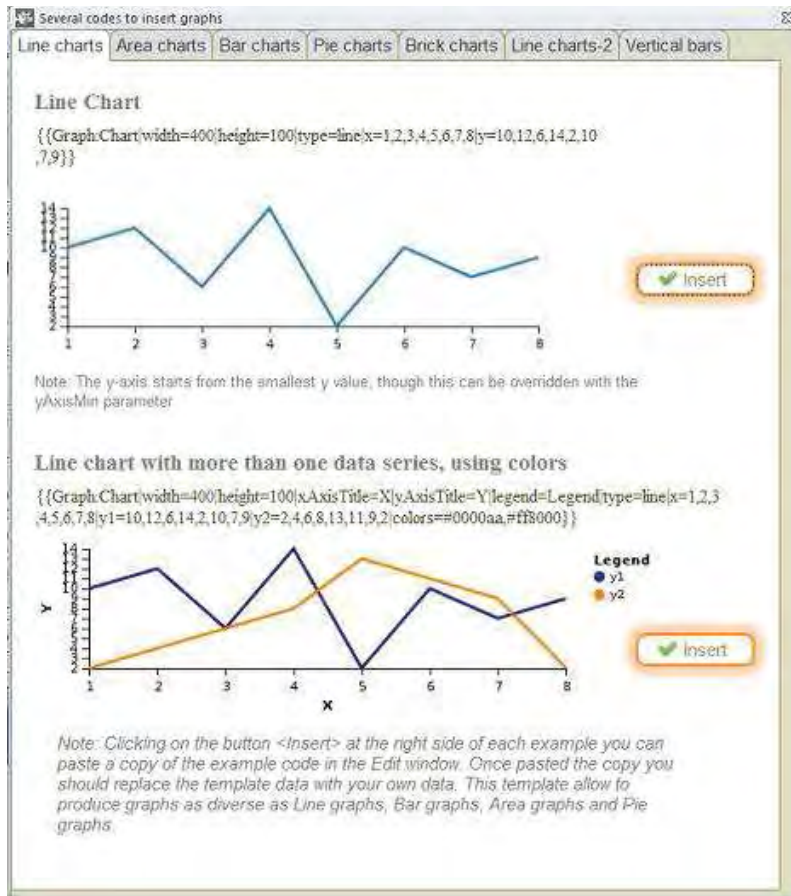 Several codes to insert graphs
Line charts Area charts Bar charts Pie charts Brick charts Line charts-2 Vertical bars
Line Chart
{{Graph:Chart|width=400|height=100|type=line|x=1,2,3,4,5,6,7,8|y=10,12,6,14,2,10
,7,9}}
Insert
1 2 3 4 5 6 7 8
Note: The y-axis starts from the smallest y value, though this can be overridden with the
yAxisMin parameter
Line chart with more than one data series, using colors
{{Graph:Chart|width=400|height=100|xAxisTitle=X|yAxisTitle=Y|legend=Legend|type=line|x=1,2,3
,4,5,6,7,8|y1=10,12,6,14,2,10,7,9|y2=2,4,6,8,13,11,9,2|colors=#0000aa,#ff8000}}
Legend
y1
y2
Y
Insert
1 2 3 4 5 6 7 8
X
Note: Clicking on the button <Insert> at the right side of each example you can
paste a copy of the example code in the Edit window. Once pasted the copy you
should replace the template data with your own data. This template allow to
produce graphs as diverse as Line graphs, Bar graphs, Area graphs and Pie
graphs.